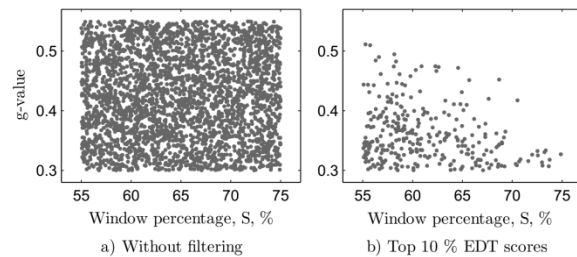 0.5
0.4
0.3
g-value
55 60 65 70 75
Window percentage, S, %
a) Without filtering
0.5
0.4
0.3
55 60 65 70 75
Window percentage, S, %
b) Top 10 % EDT scores